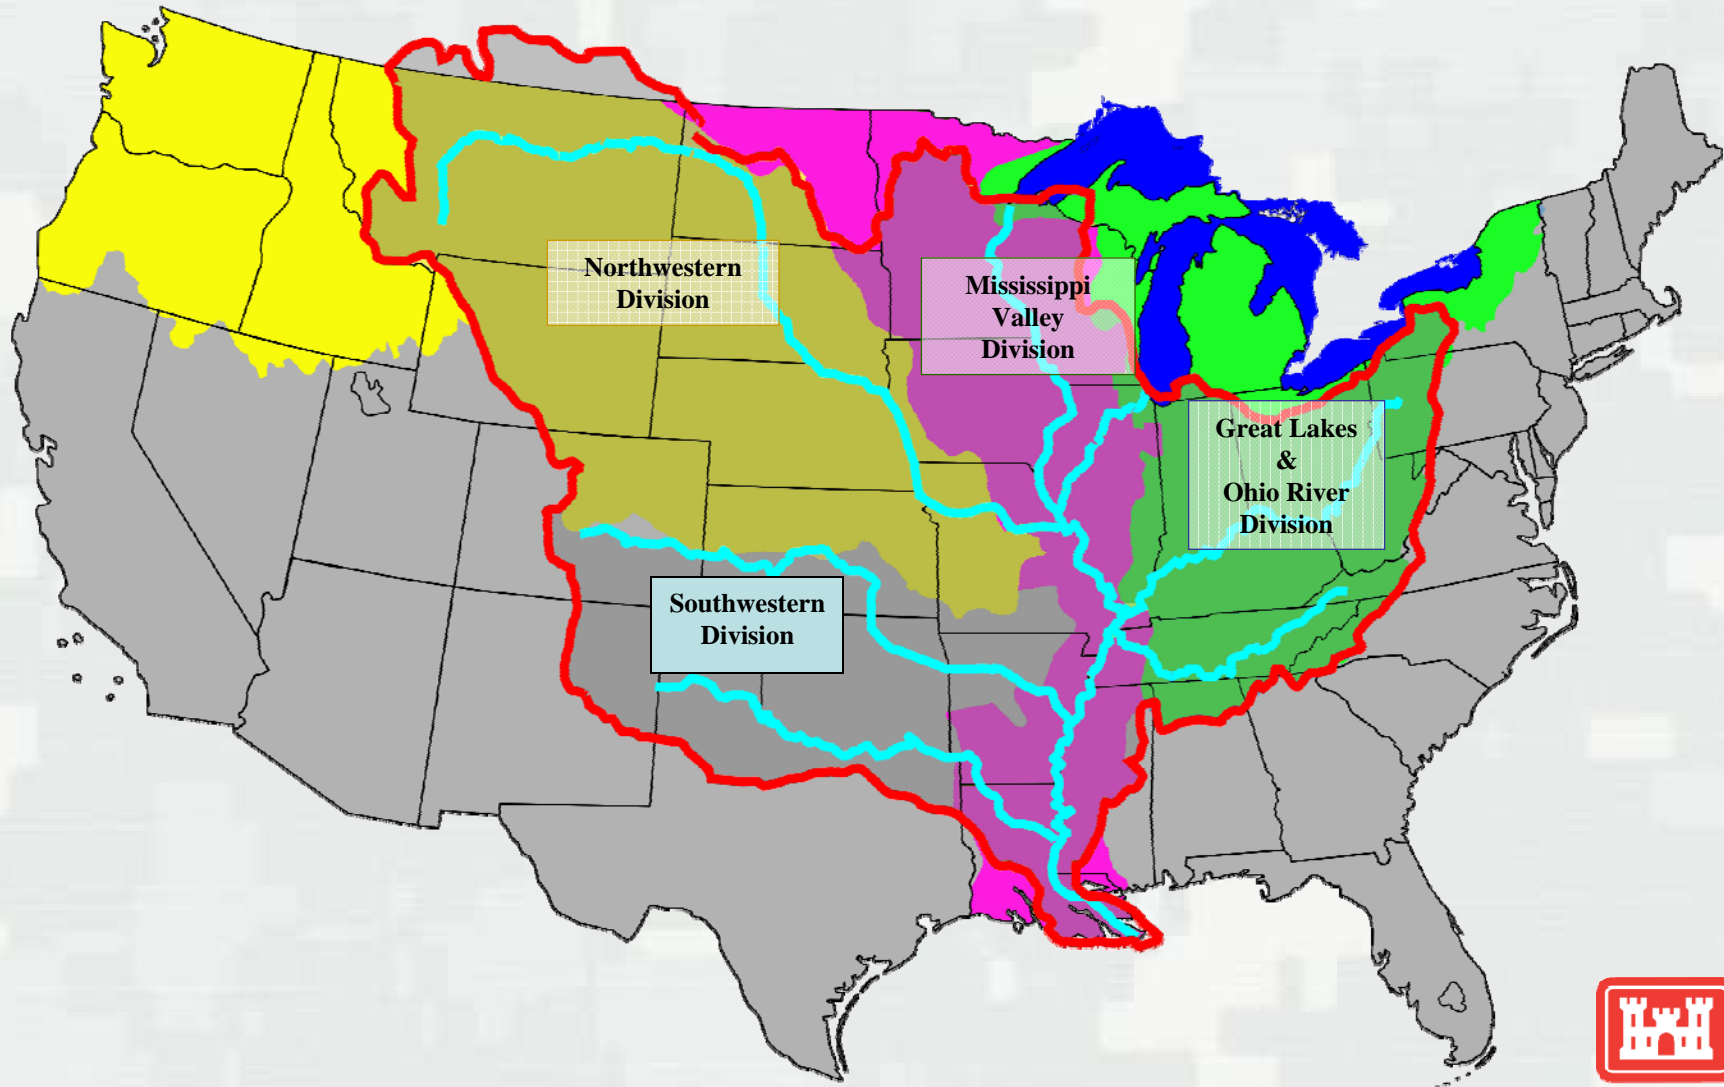 Northwestern
Division
Mississippi
Valley
Division
Great Lakes
&
Ohio River
Division
Southwestern
Division